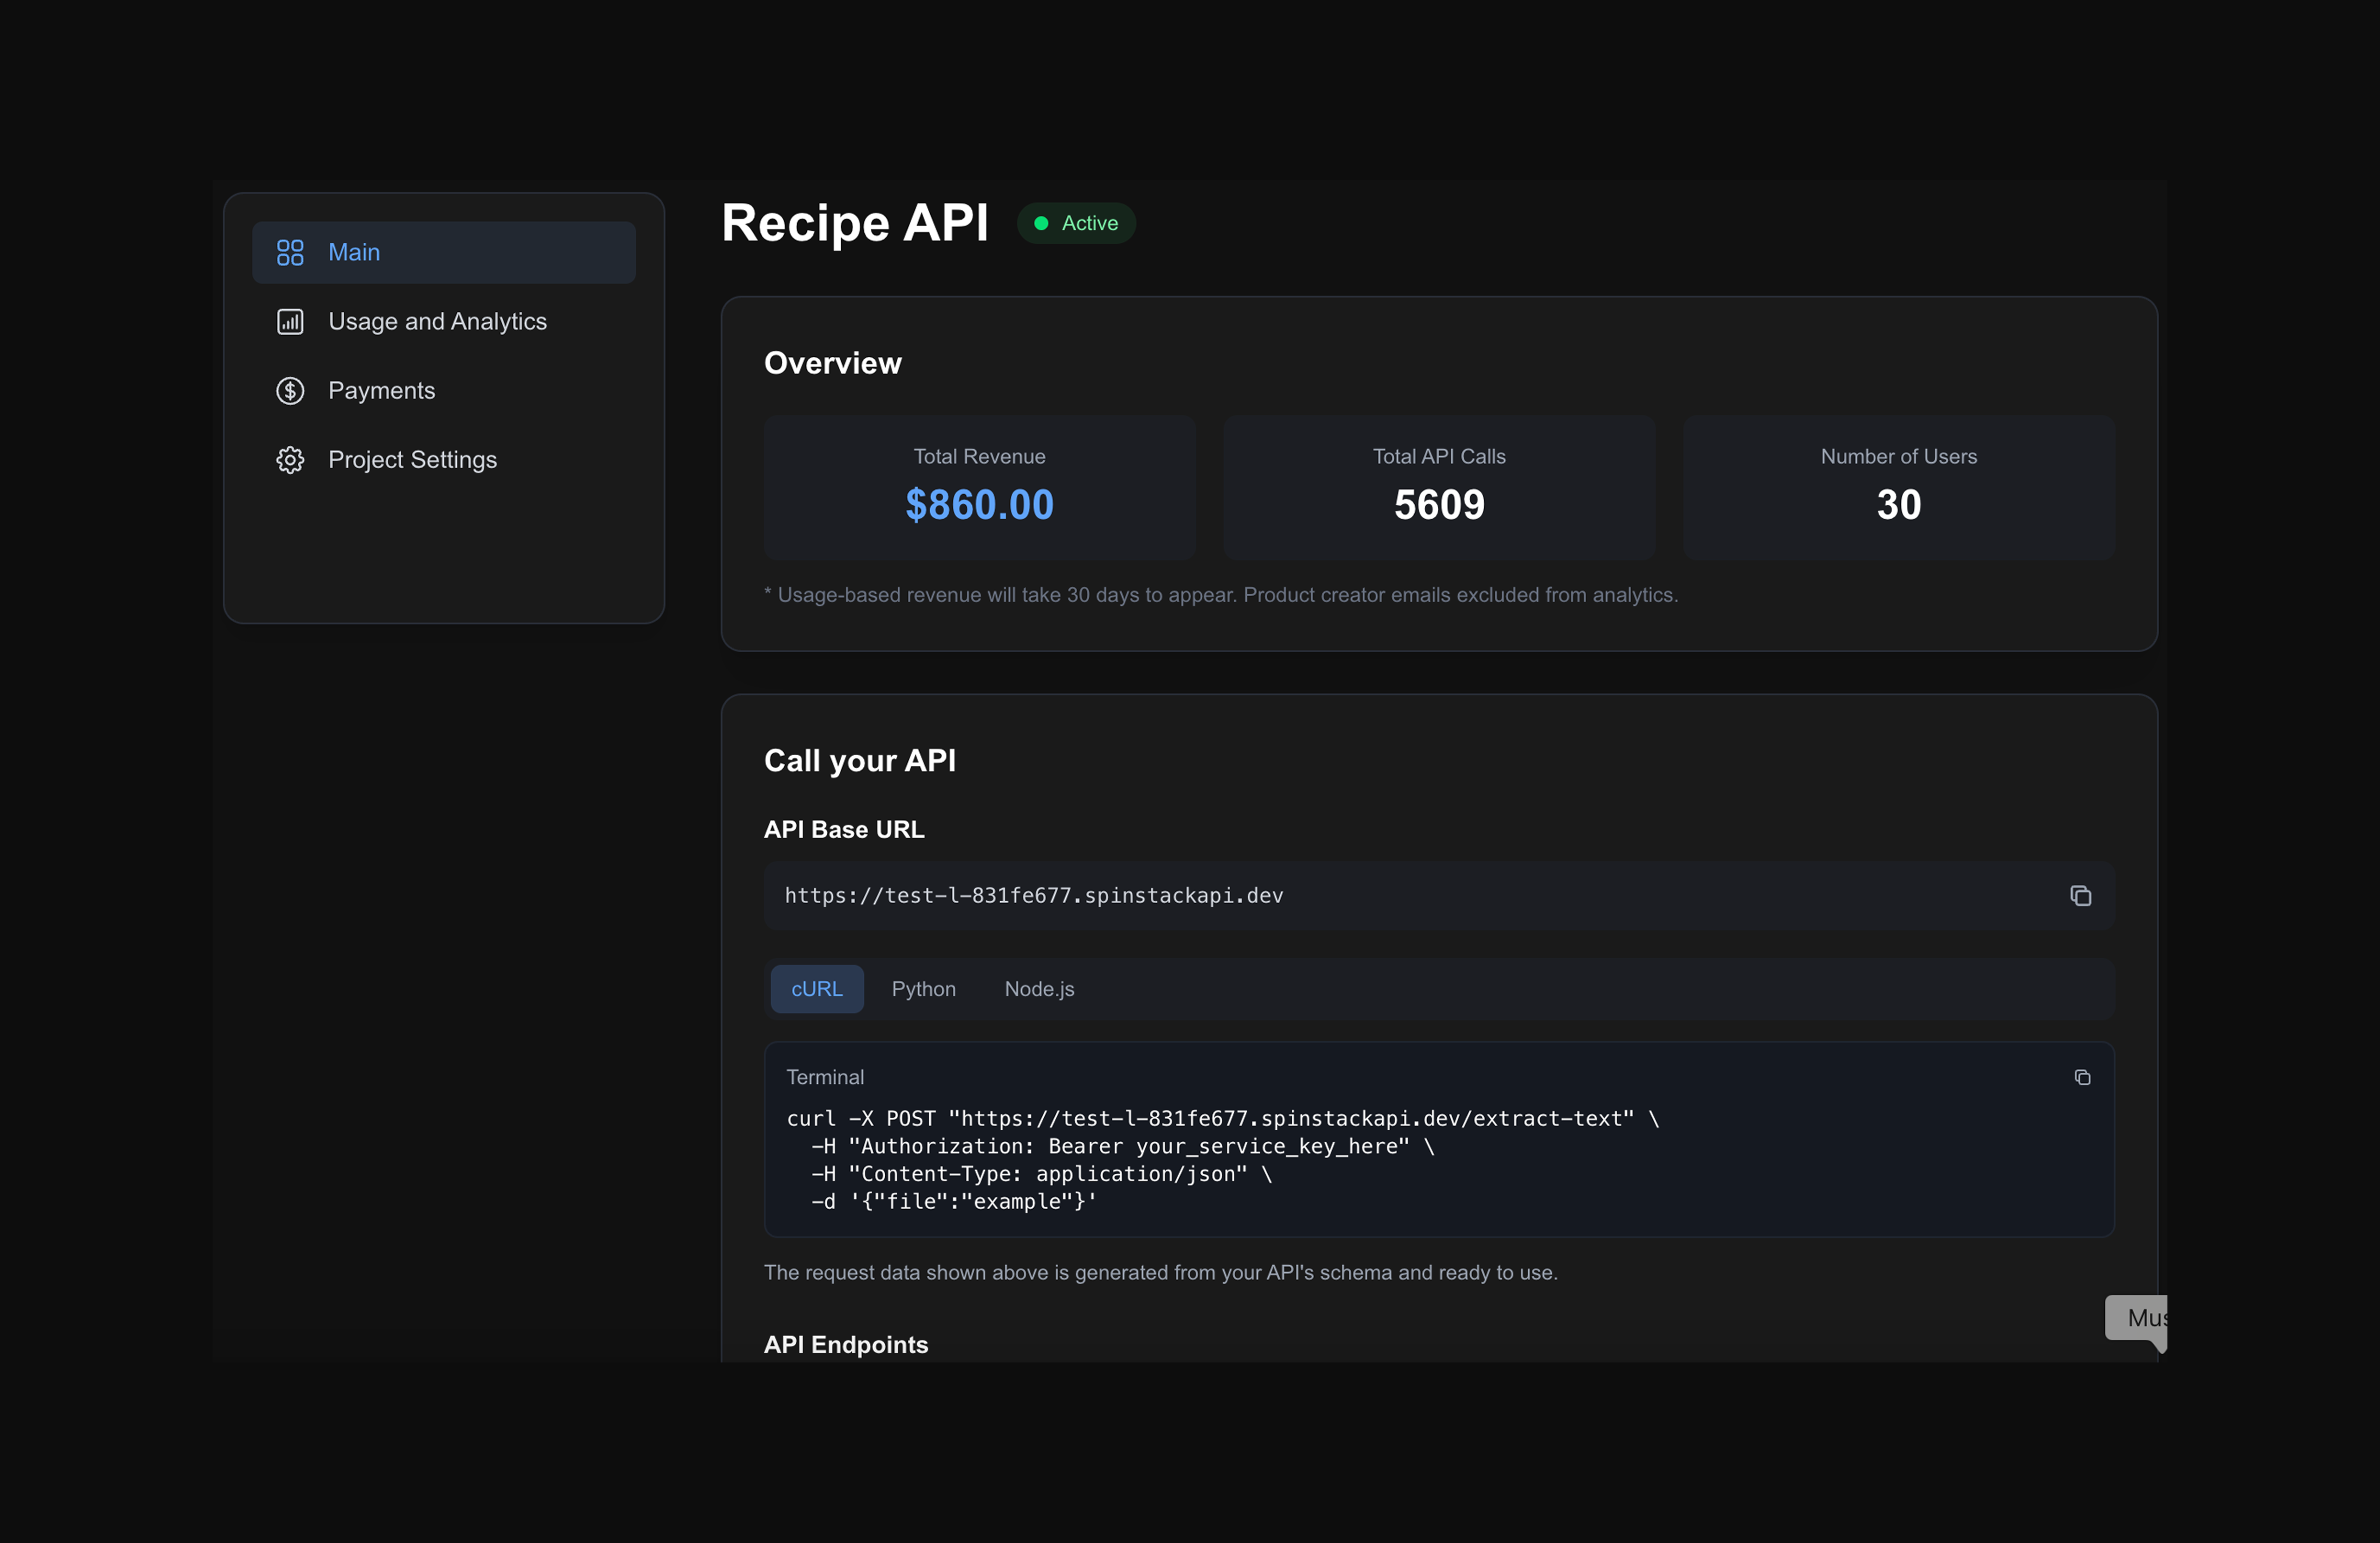 Main
Usage and Analytics
Payments
Project Settings
Recipe API
Active
Overview
Total Revenue
$860.00
Total API Calls
5609
Number of Users
30
* Usage-based revenue will take 30 days to appear. Product creator emails excluded from analytics.
Call your API
API Base URL
https://test-l-831fe677.spinstackapi.dev
cURL
Python
Node.js
Terminal
curl -X POST "https://test-l-831fe677.spinstackapi.dev/extract-text" \
-H "Authorization: Bearer your_service_key_here" \
-H "Content-Type: application/json" \
-d '{"file":"example"}'
The request data shown above is generated from your API's schema and ready to use.
API Endpoints